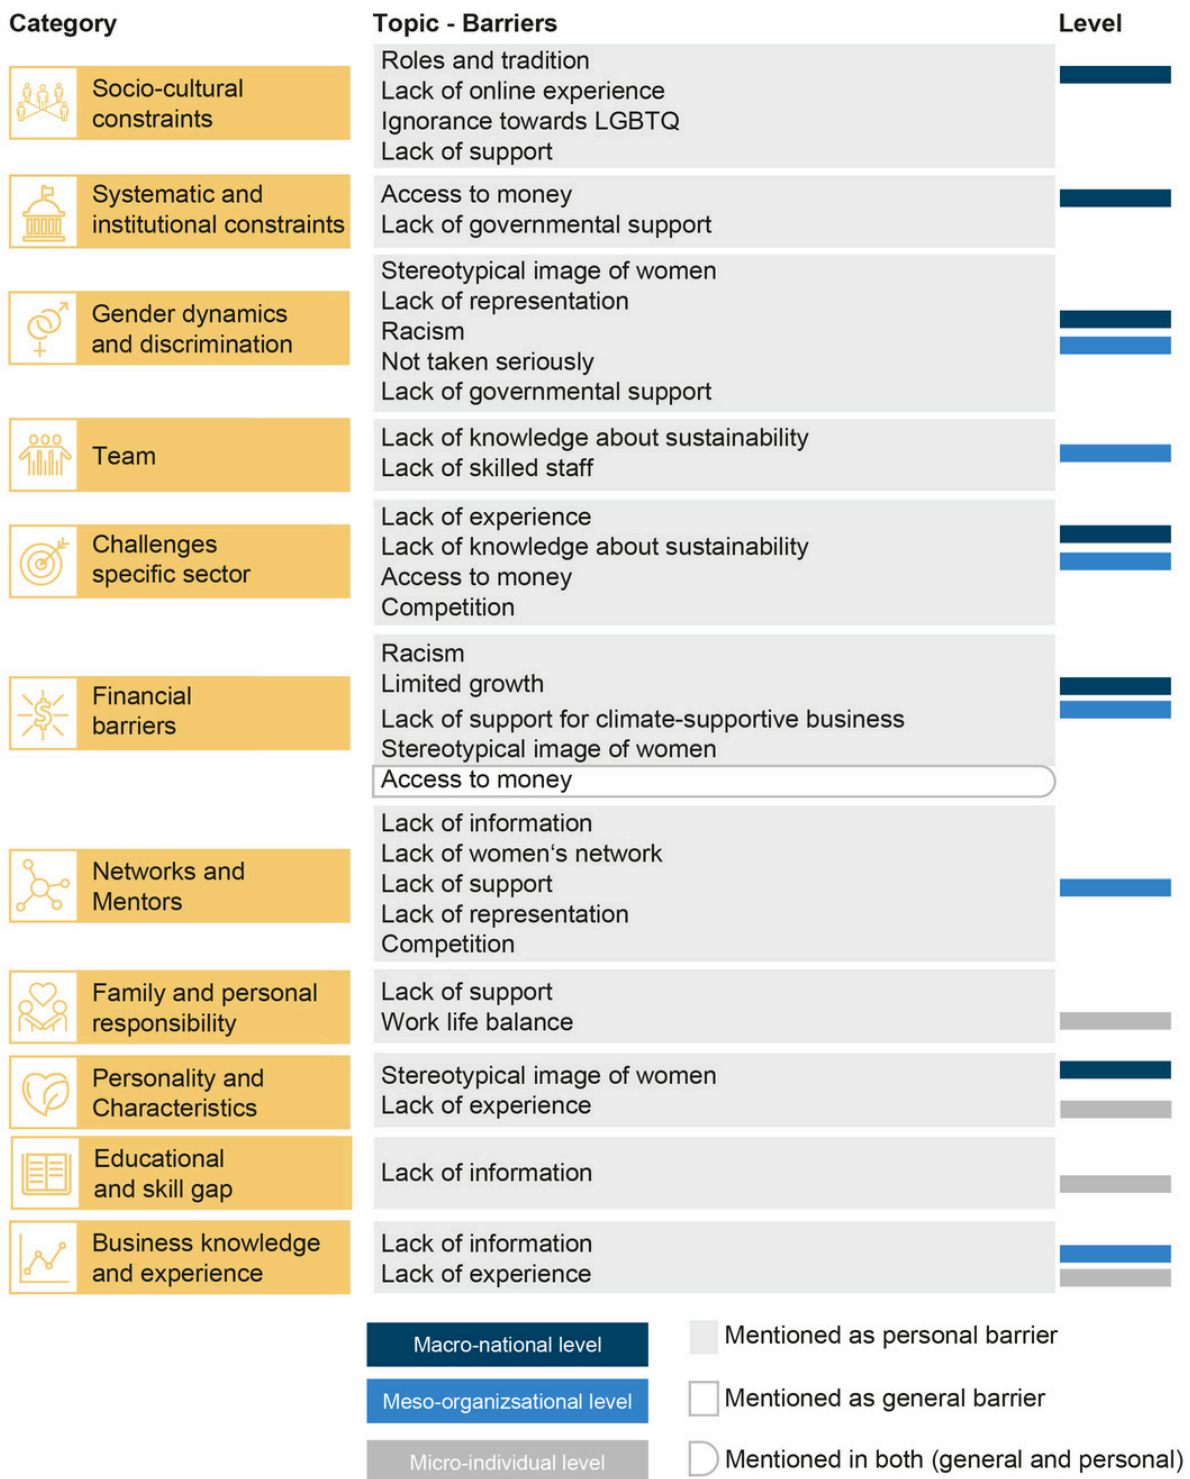 Category Topic - Barriers Level
Socio-cultural
constraints
Roles and tradition
Lack of online experience
Ignorance towards LGBTQ
Lack of support
Systematic and
institutional constraints
Access to money
Lack of governmental support
Gender dynamics
and discrimination
Stereotypical image of women
Lack of representation
Racism
Not taken seriously
Lack of governmental support
Team
Lack of knowledge about sustainability
Lack of skilled staff
Challenges
specific sector
Lack of experience
Lack of knowledge about sustainability
Access to money
Competition
Financial
barriers
Racism
Limited growth
Lack of support for climate-supportive business
Stereotypical image of women
Access to money
Networks and
Mentors
Lack of information
Lack of women‘s network
Lack of support
Lack of representation
Competition
Family and personal
responsibility
Lack of support
Work life balance
Personality and
Characteristics
Stereotypical image of women
Lack of experience
Educational
and skill gap
Lack of information
Business knowledge
and experience
Lack of information
Lack of experience
Macro-national level
Meso-organizsational level
Micro-individual level
Mentioned as personal barrier
Mentioned as general barrier
Mentioned in both (general and personal)